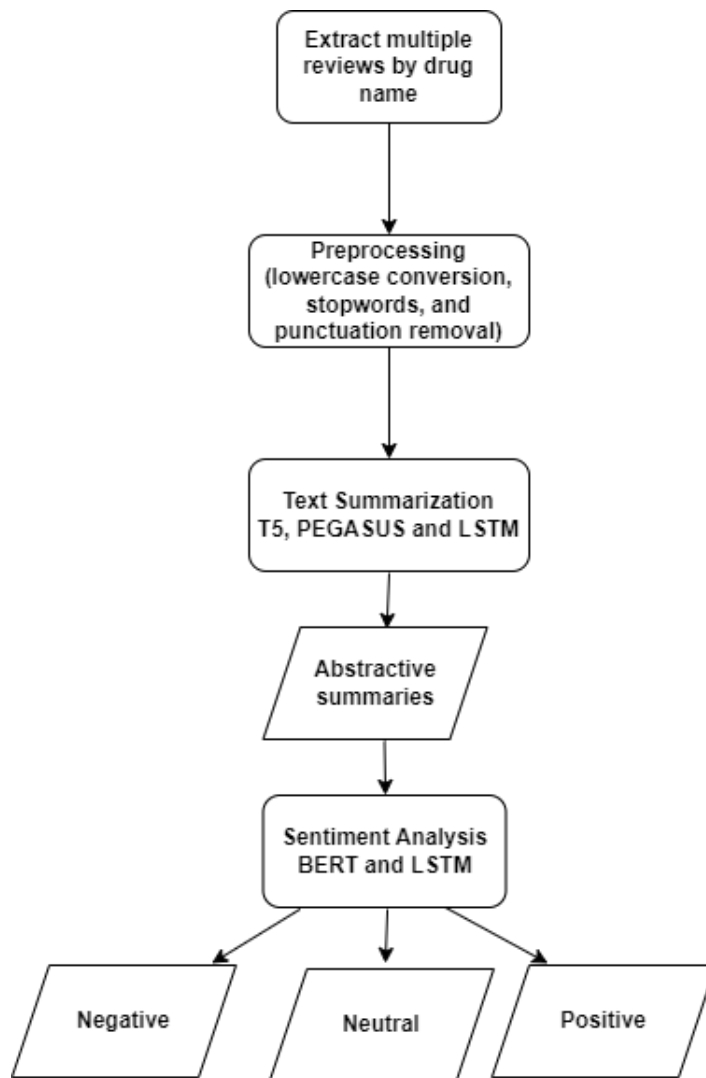 Extract multiple
reviews by drug
name
Preprocessing
(lowercase conversion,
stopwords, and
punctuation removal)
Text Summarization
T5, PEGASUS and LSTM
Abstractive
summaries
Sentiment Analysis
BERT and LSTM
Negative
Neutral
Positive